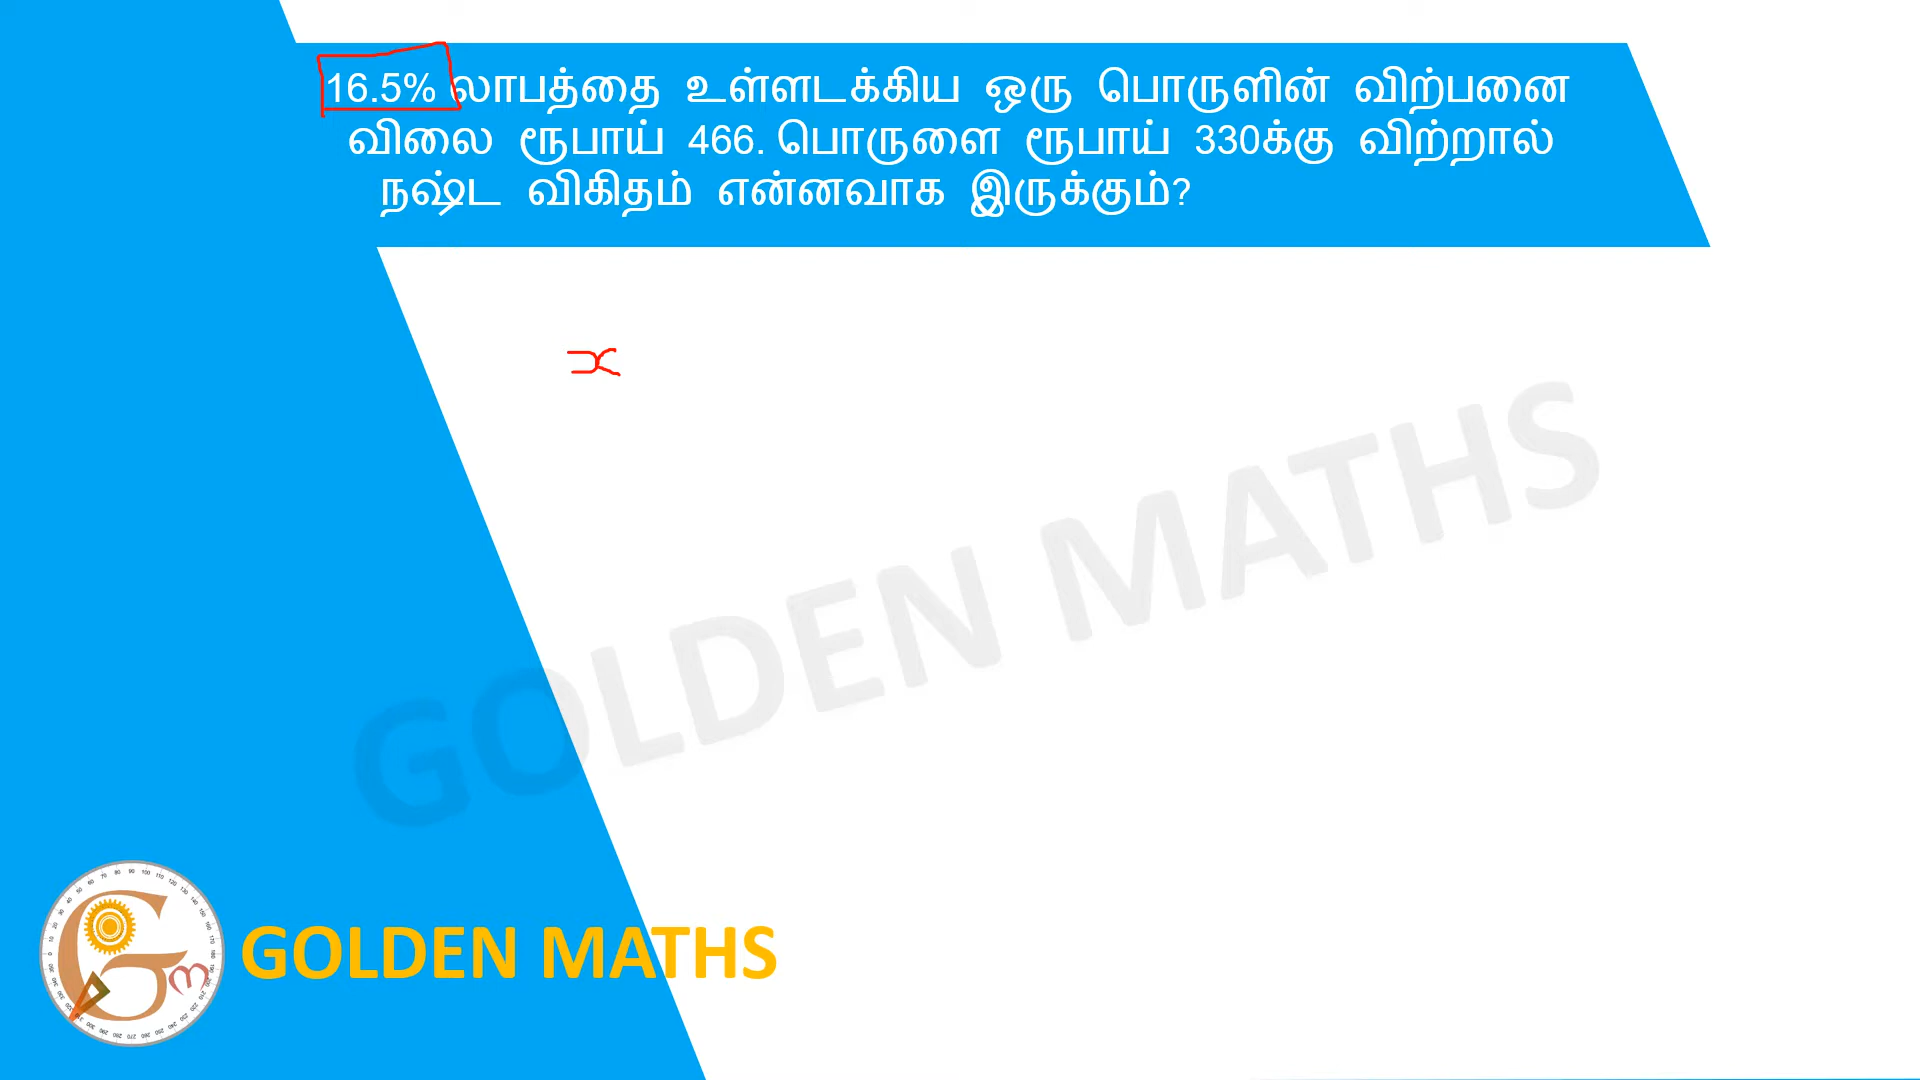 16.5% லாபத்தை உள்ளடக்கிய ஒரு பொருளின் விற்பனை
விலை ரூபாய் 466. பொருளை ரூபாய் 330க்கு விற்றால்
நஷ்ட விகிதம் என்னவாக இருக்கும்?
x
GOLDEN MATHS
GOLDEN MATHS